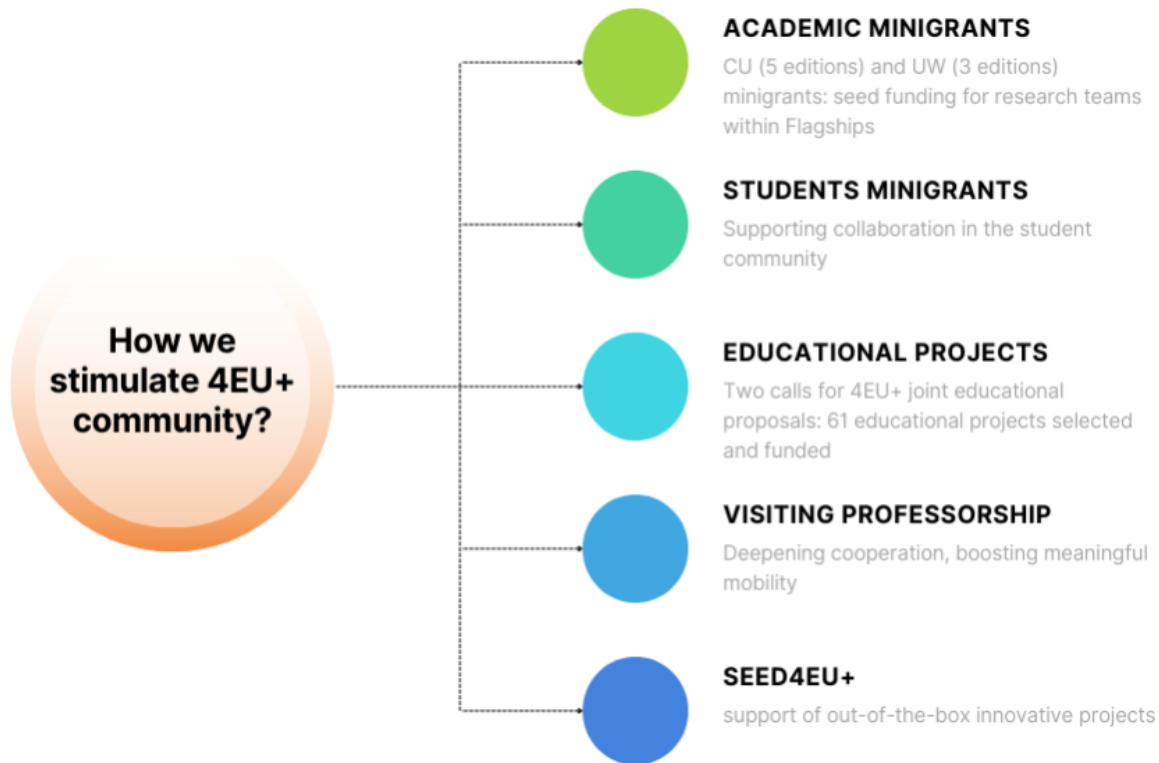 How we
stimulate 4EU+
community?
ACADEMIC MINIGRANTS
CU (5 editions) and UW (3 editions)
minigrants: seed funding for research teams
within Flagships
STUDENTS MINIGRANTS
Supporting collaboration in the student
community
EDUCATIONAL PROJECTS
Two calls for 4EU+ joint educational
proposals: 61 educational projects selected
and funded
VISITING PROFESSORSHIP
Deepening cooperation, boosting meaningful
mobility
SEED4EU+
support of out-of-the-box innovative projects